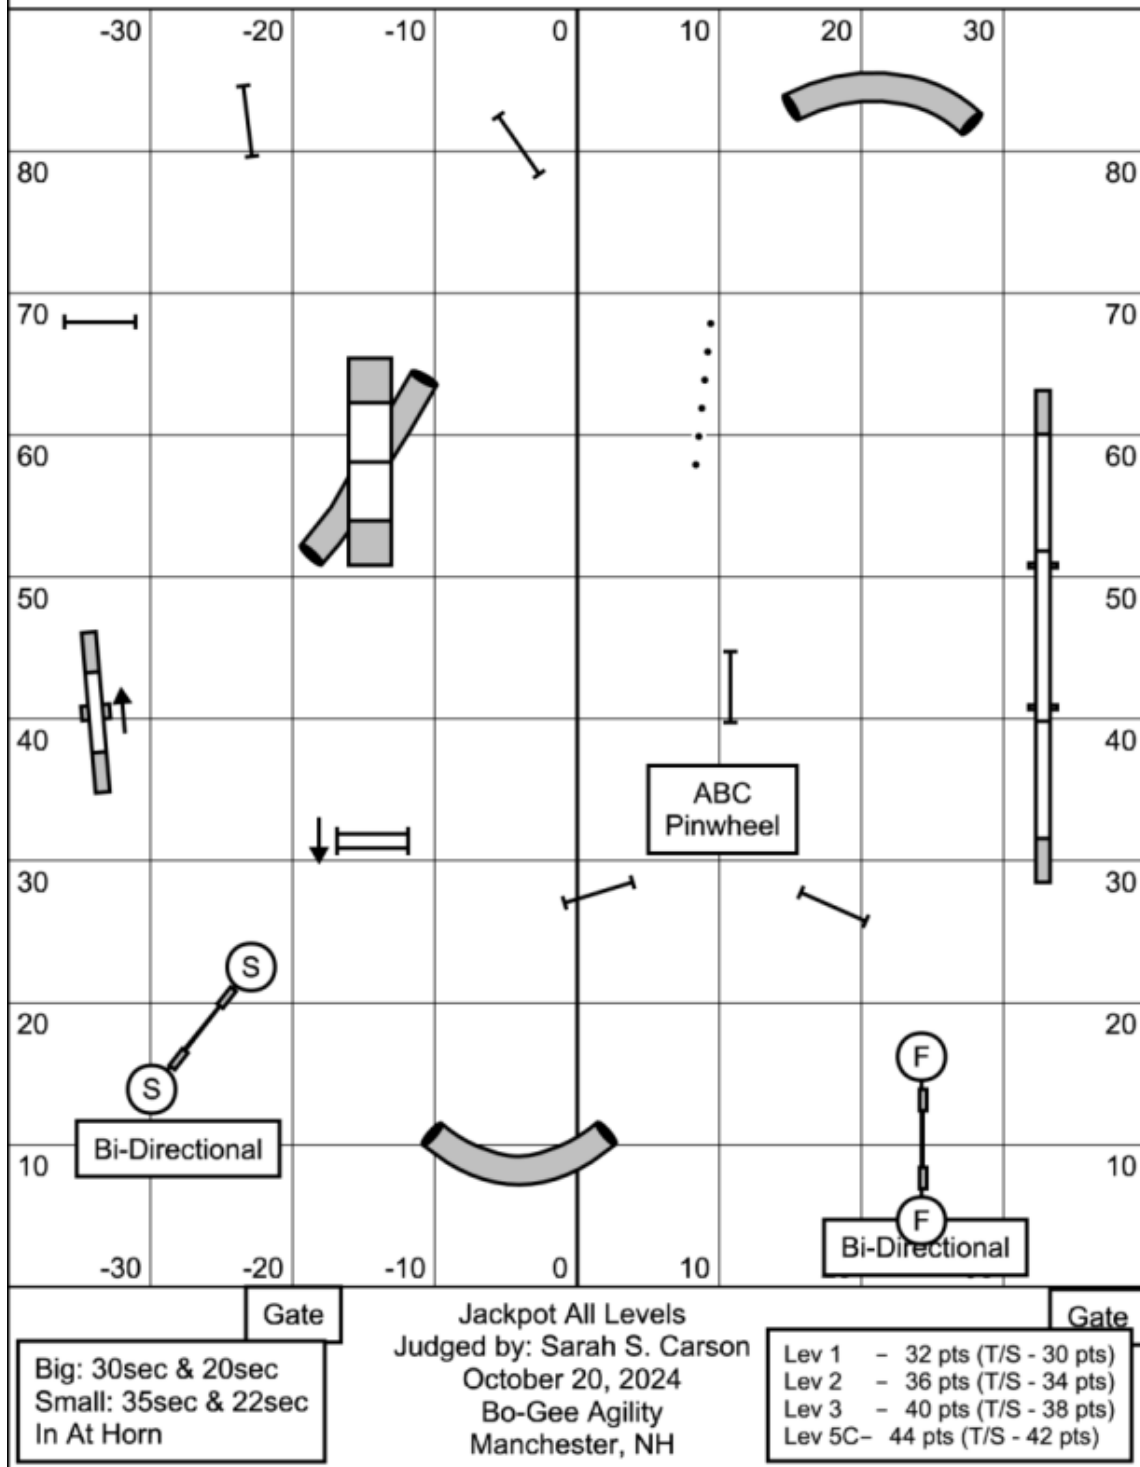 -30 -20 -10 0 10 20 30
80 80
70 70
60 60
50 50
40 40
ABC
Pinwheel
30 30
S
20 20
F
S
Bi-Directional
10 10
F
Bi-Directional
-30 -20 -10 0 10
Gate
Gate
Big: 30sec & 20sec
Small: 35sec & 22sec
In At Horn
Jackpot All Levels
Judged by: Sarah S. Carson
October 20, 2024
Bo-Gee Agility
Manchester, NH
Lev 1 – 32 pts (T/S - 30 pts)
Lev 2 – 36 pts (T/S - 34 pts)
Lev 3 – 40 pts (T/S - 38 pts)
Lev 5C– 44 pts (T/S - 42 pts)